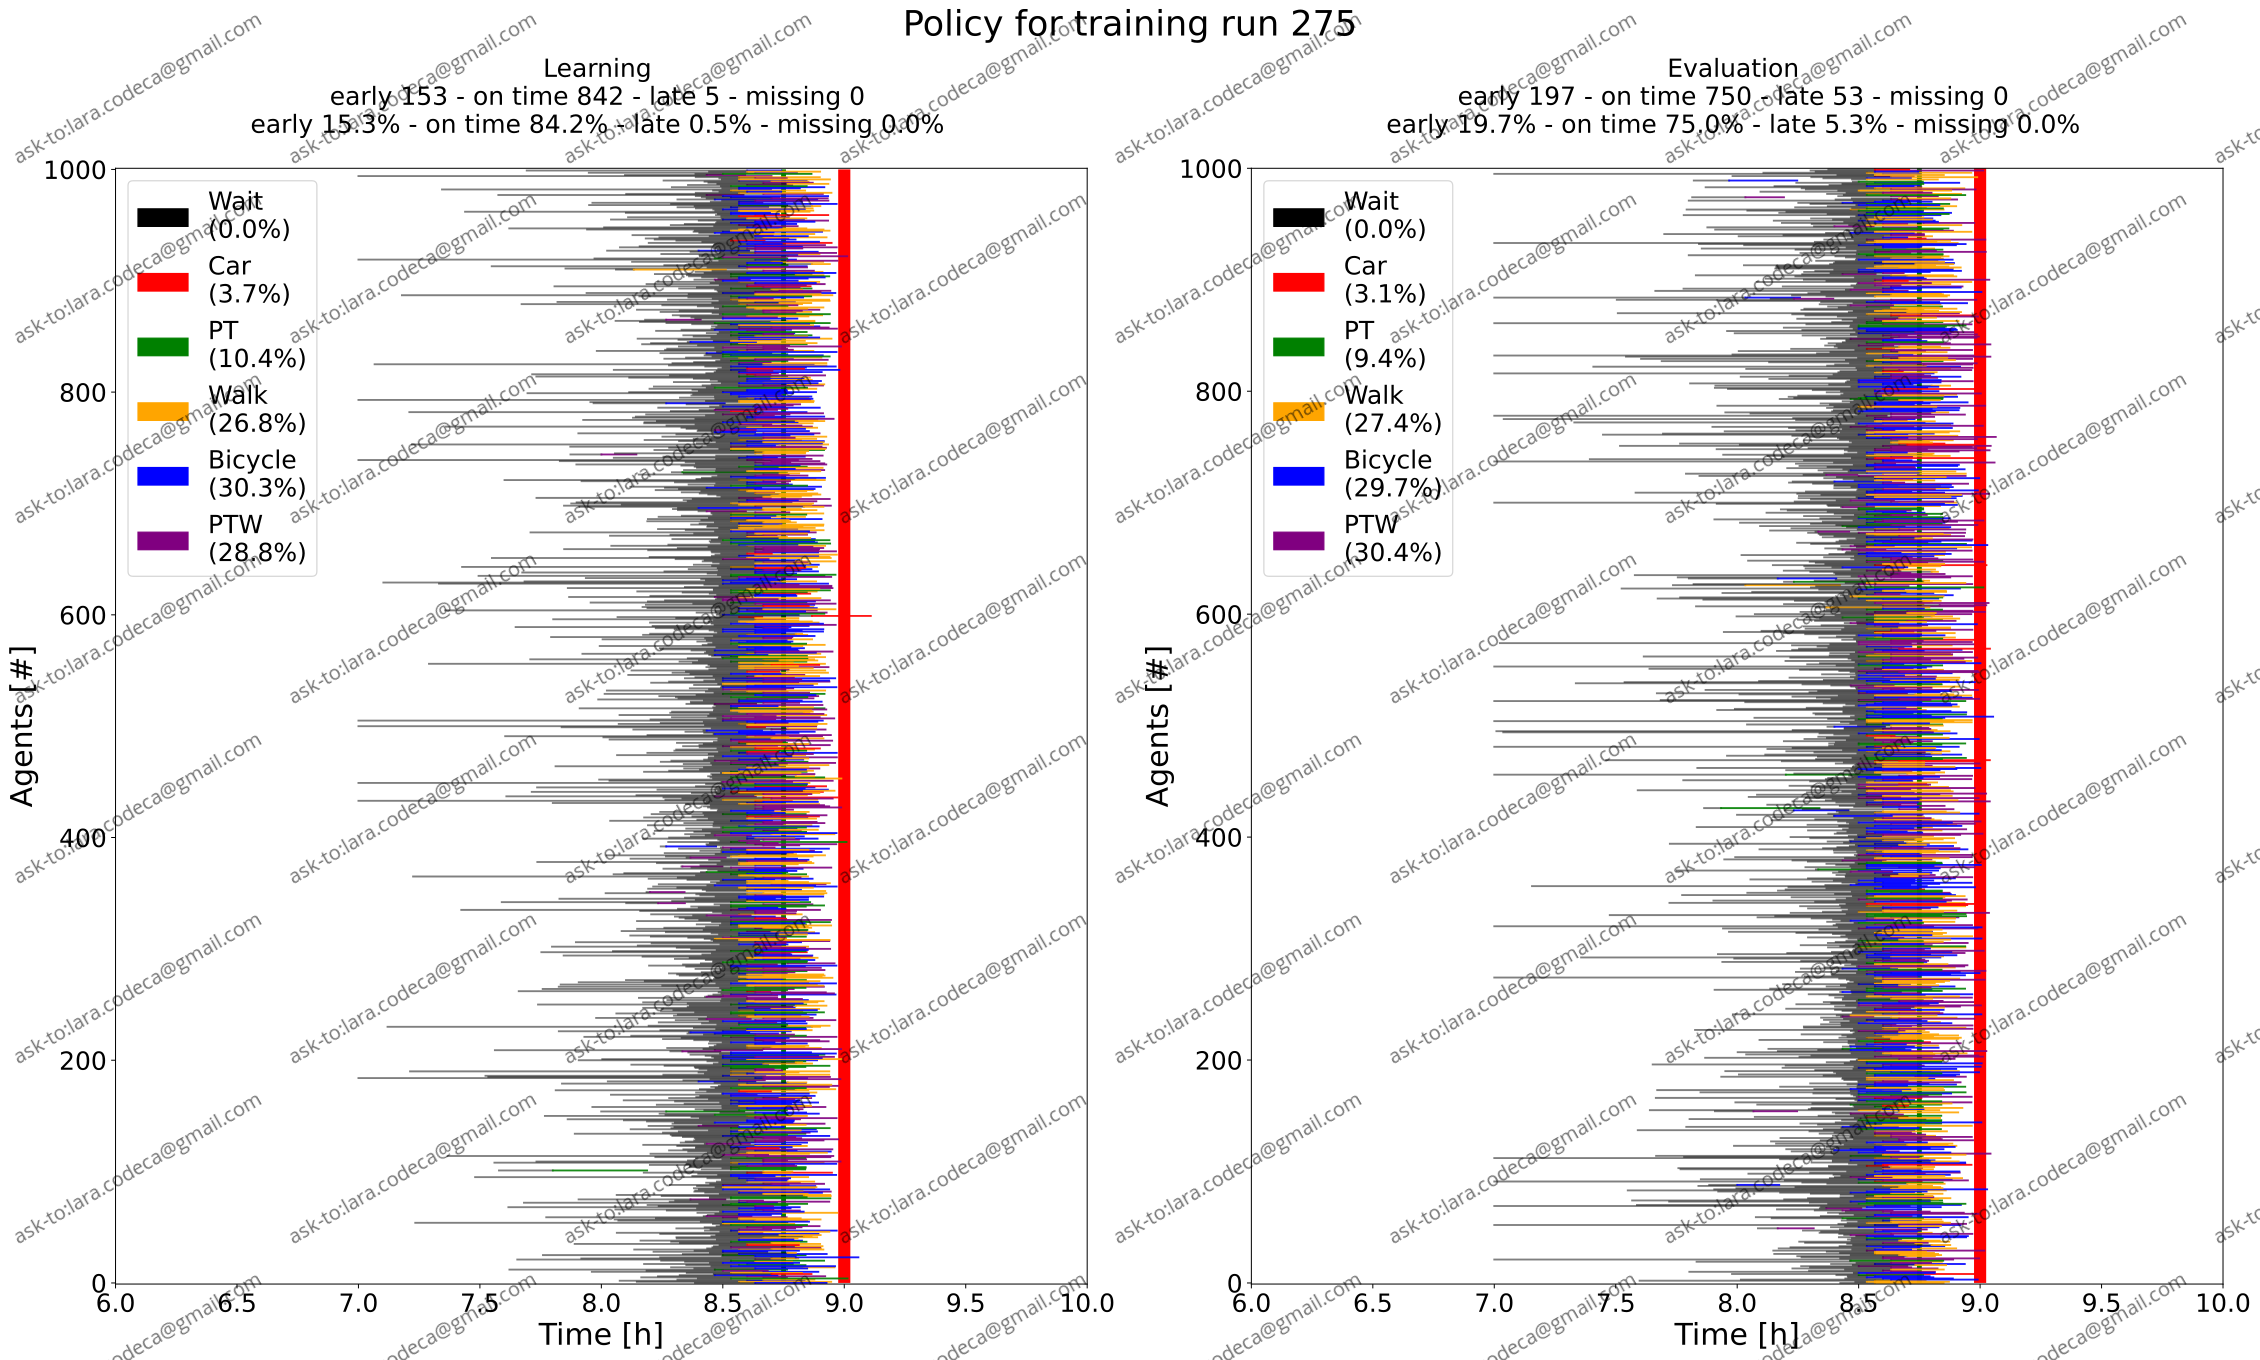 Policy for training run 275
Learning
early 153 - on time 842 - late 5 - missing 0
early 15.3% - on time 84.2% - late 0.5% - missing 0.0%
1000
800
600
400
200
0
Agents [#]
Wait
(0.0%)
Car
(3.7%)
PT
(10.4%)
Walk
(26.8%)
Bicycle
(30.3%)
PTW
(28.8%)
6.0 6.5 7.0 7.5 8.0 8.5 9.0 9.5 10.0
Time [h]
Evaluation
early 197 - on time 750 - late 53 - missing 0
early 19.7% - on time 75.0% - late 5.3% - missing 0.0%
1000
800
600
400
200
0
Agents [#]
Wait
(0.0%)
Car
(3.1%)
PT
(9.4%)
Walk
(27.4%)
Bicycle
(29.7%)
PTW
(30.4%)
6.0 6.5 7.0 7.5 8.0 8.5 9.0 9.5 10.0
Time [h]
ask-to:lara.codeca@gmail.com